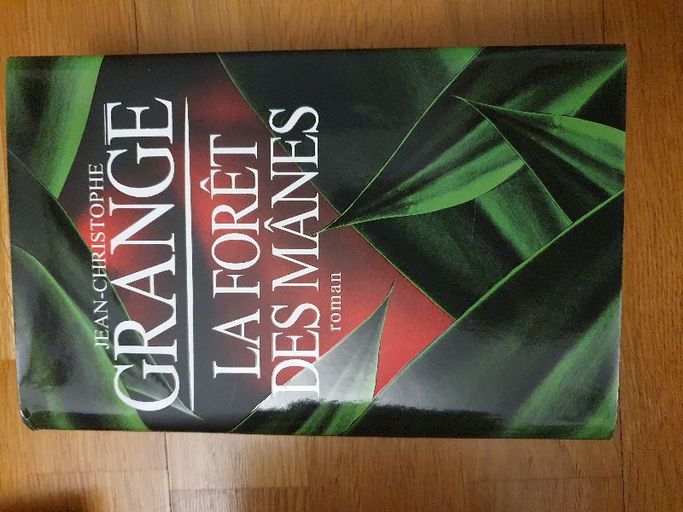 JEAN-CHRISTOPHE
GRANGÉ
LA FORÊT
DES MÂNES
roman